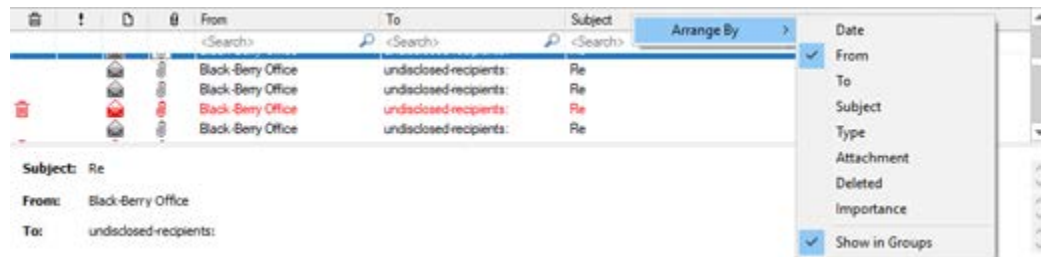 ! From To Subject
<Search> <Search> <Search>
Black-Berry Office undisclosed-recipients: Re
Black-Berry Office undisclosed-recipients: Re
Black-Berry Office undisclosed-recipients: Re
Black-Berry Office undisclosed-recipients: Re
Subject: Re
From: Black-Berry Office
To: undisclosed-recipients:
Arrange By
Date
From
To
Subject
Type
Attachment
Deleted
Importance
Show in Groups